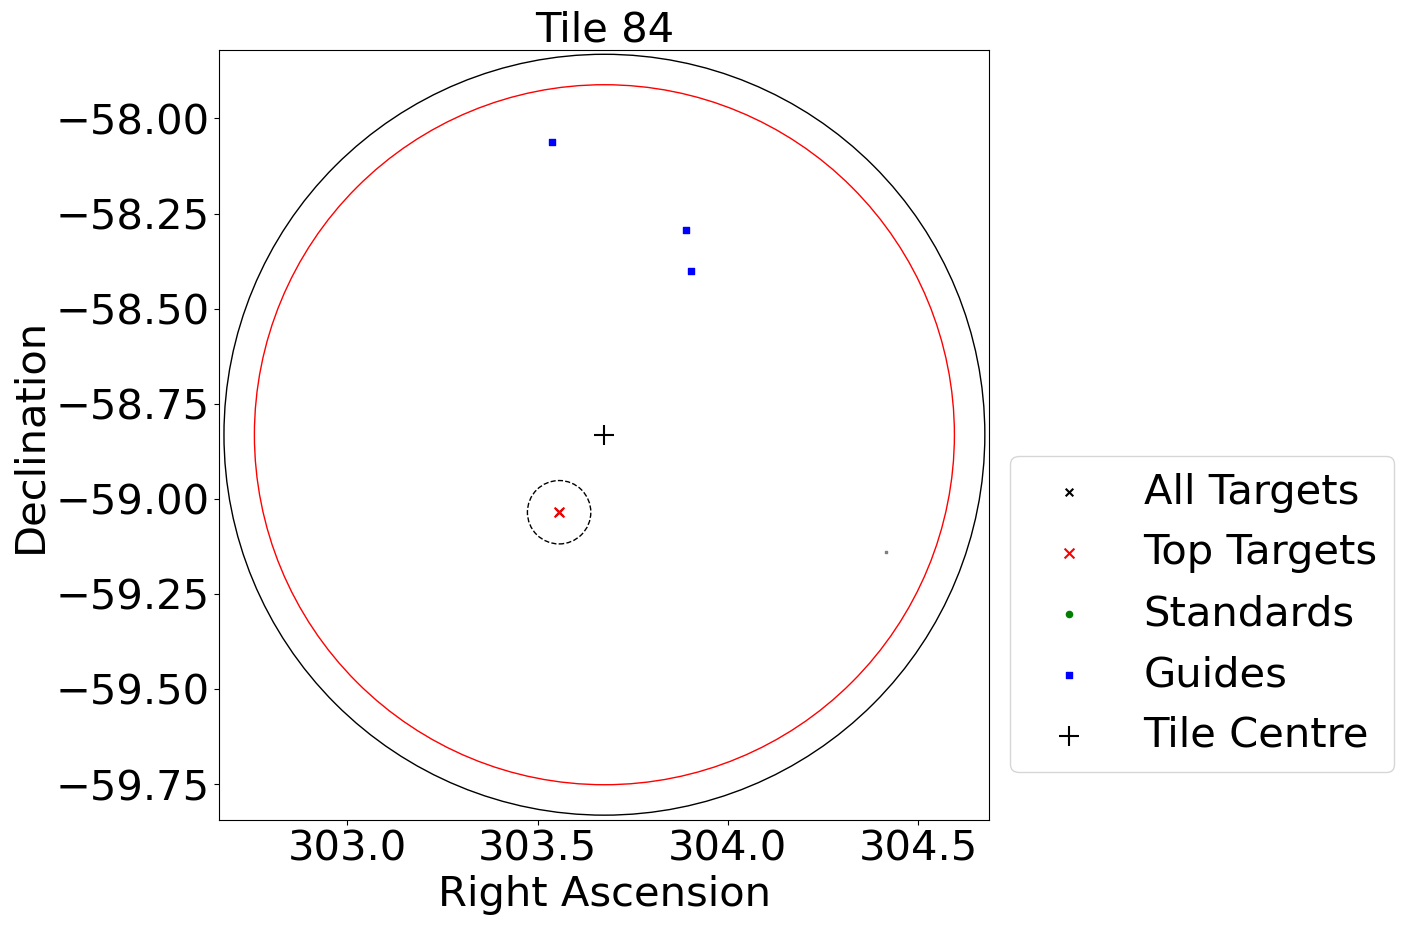 Tile 84
−58.00
−58.25
−58.50
−58.75
−59.00
−59.25
−59.50
−59.75
Declination
303.0 303.5 304.0 304.5
Right Ascension
All Targets
Top Targets
Standards
Guides
Tile Centre